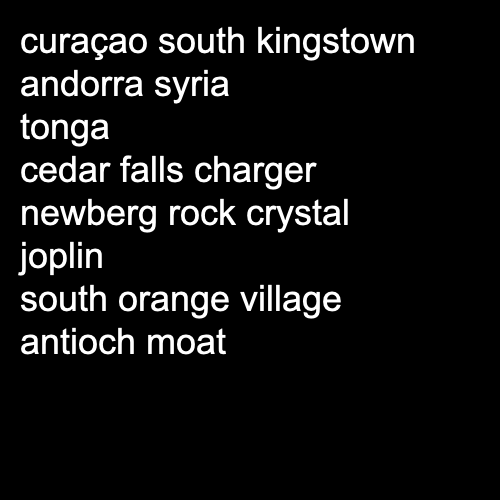 curaçao south kingstown
andorra syria
tonga
cedar falls charger
newberg rock crystal
joplin
south orange village
antioch moat